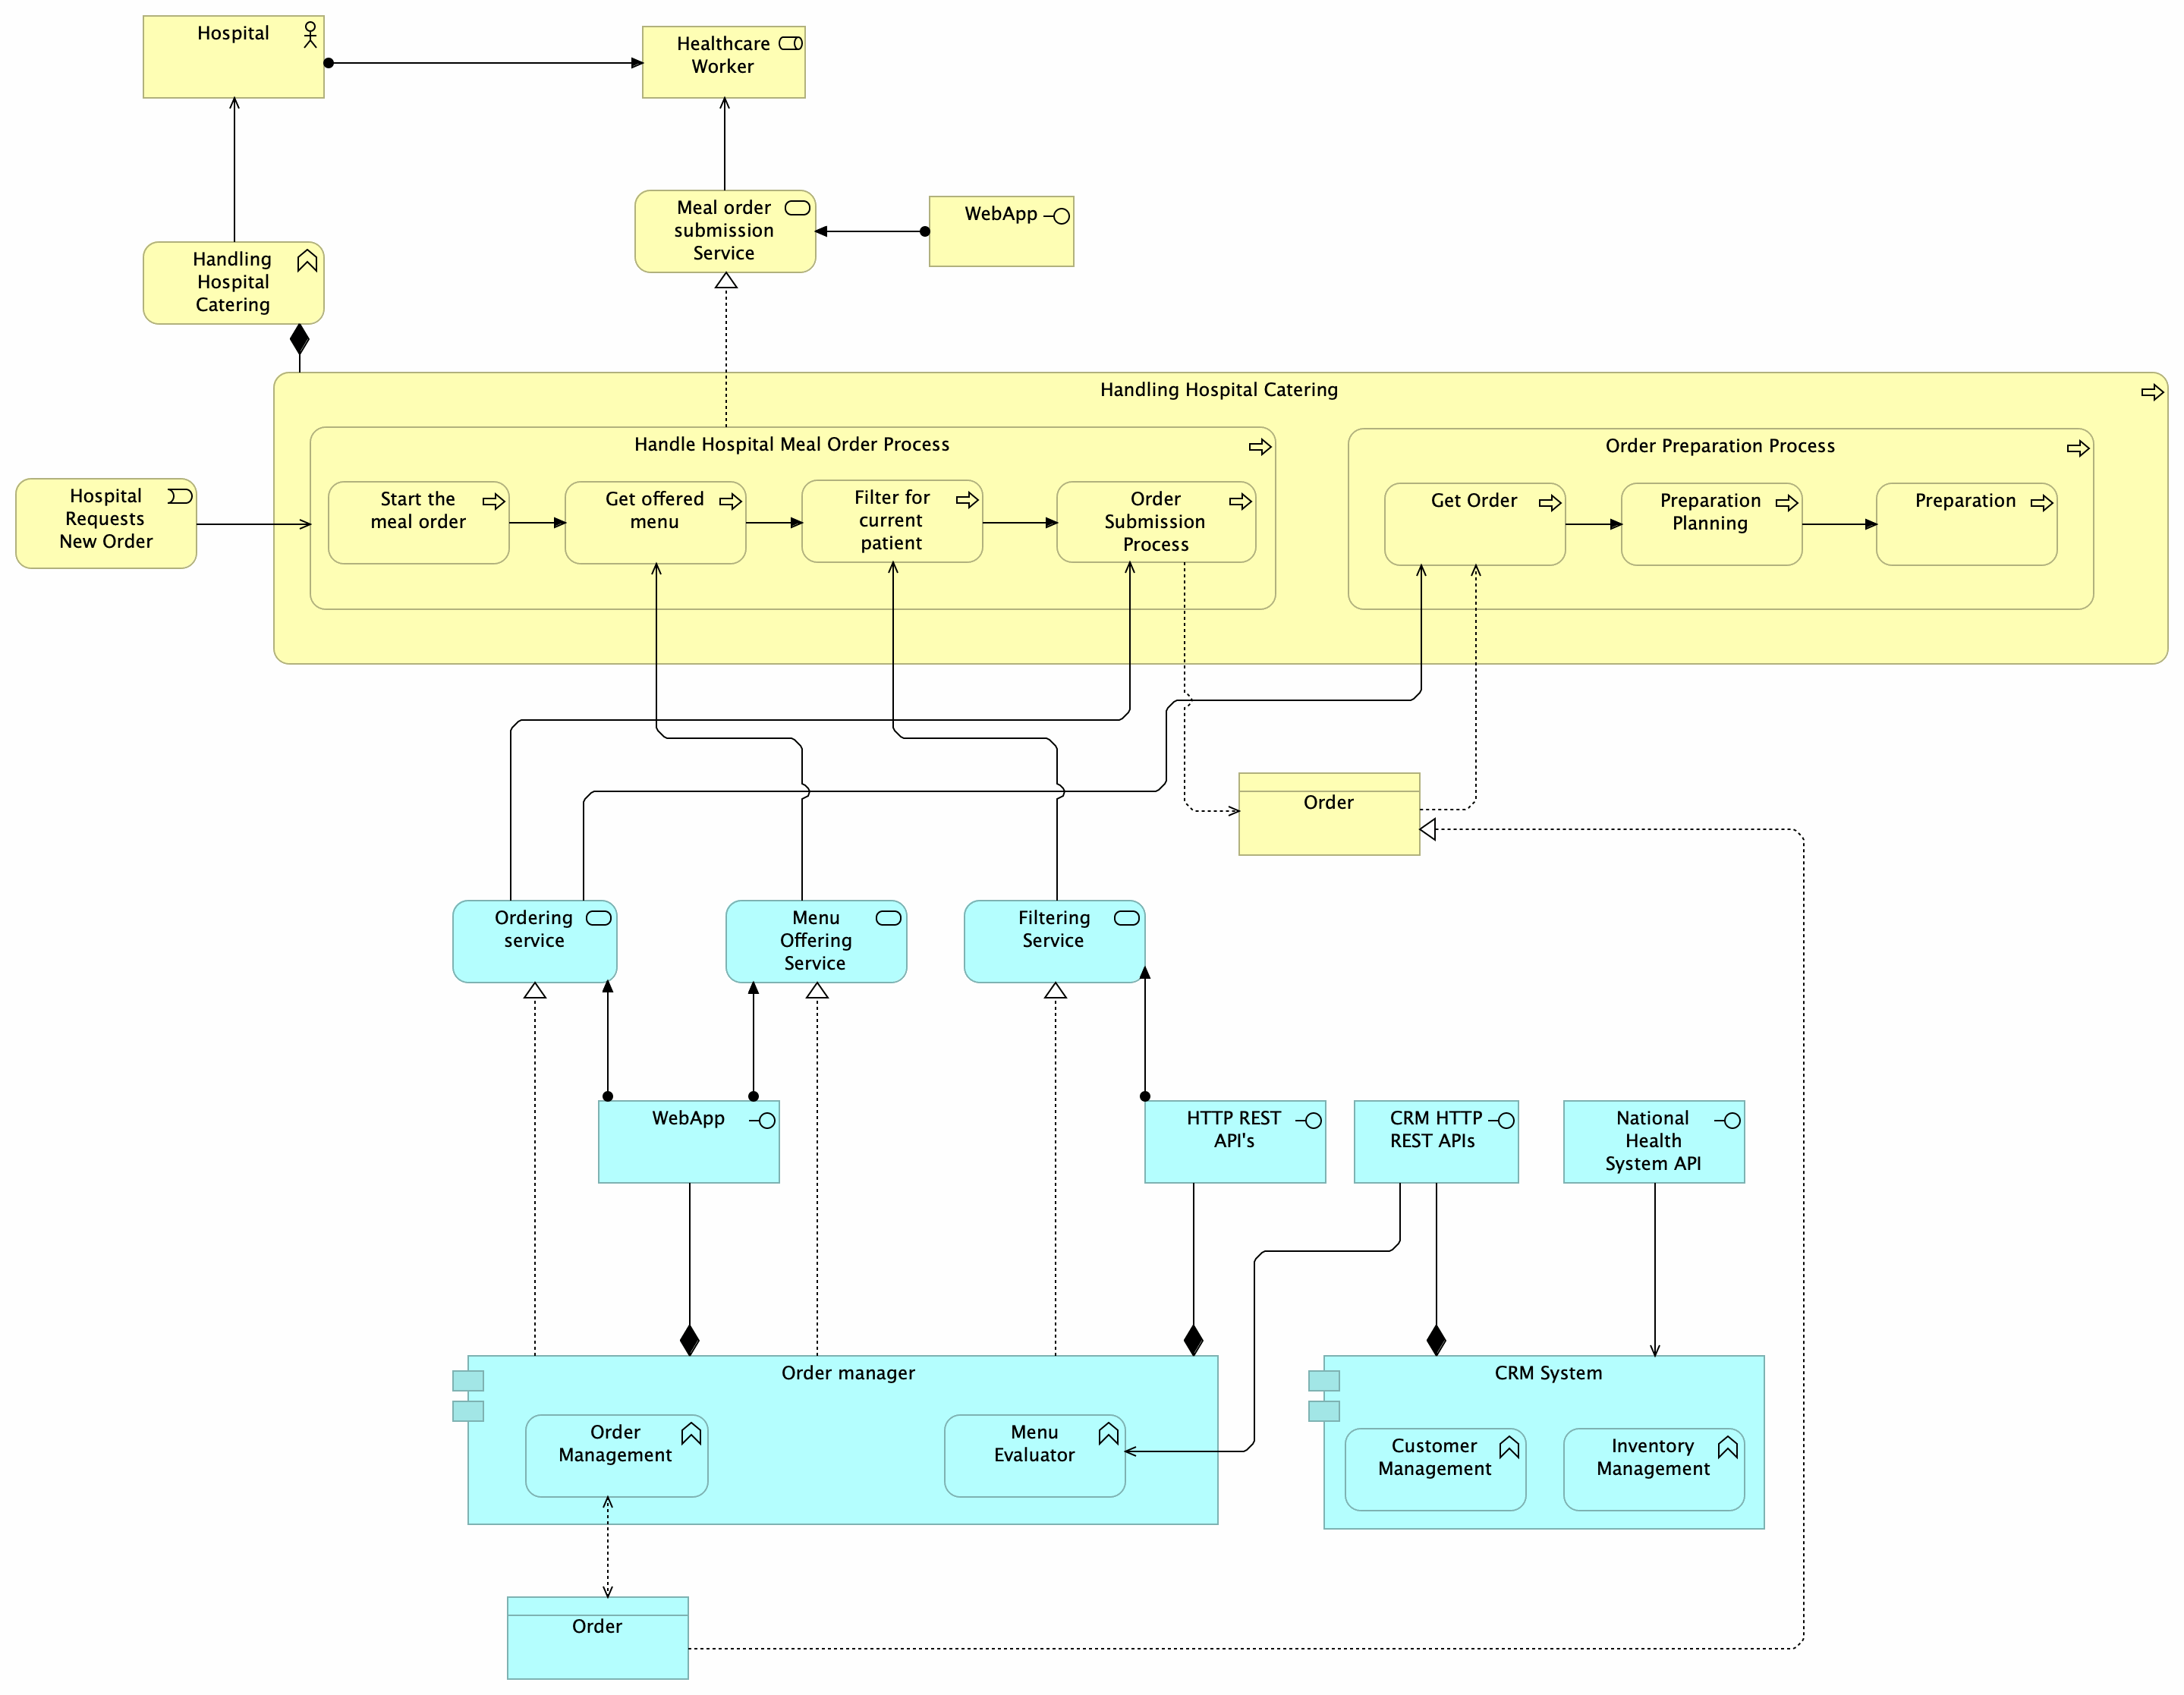 Hospital
Healthcare
Worker
Meal order
submission
Service
WebApp
Handling
Hospital
Catering
Handling Hospital Catering
Handle Hospital Meal Order Process
Order Preparation Process
Hospital
Requests
New Order
Start the
meal order
Get offered
menu
Filter for
current
patient
Order
Submission
Process
Get Order
Preparation
Planning
Preparation
Order
Ordering
service
Menu
Offering
Service
Filtering
Service
WebApp
HTTP REST
API's
CRM HTTP
REST APIs
National
Health
System API
Order manager
CRM System
Order
Management
Menu
Evaluator
Customer
Management
Inventory
Management
Order